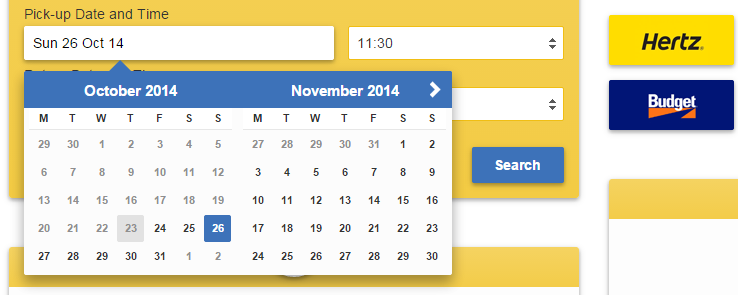 Pick-up Date and Time
Sun 26 Oct 14
11:30
October 2014
November 2014
M T W T F S S
M T W T F S S
29 30 1 2 3 4 5
27 28 29 30 31 1 2
6 7 8 9 10 11 12
3 4 5 6 7 8 9
13 14 15 16 17 18 19
10 11 12 13 14 15 16
20 21 22 23 24 25 26
17 18 19 20 21 22 23
27 28 29 30 31 1 2
24 25 26 27 28 29 30
Search
Hertz
Budget